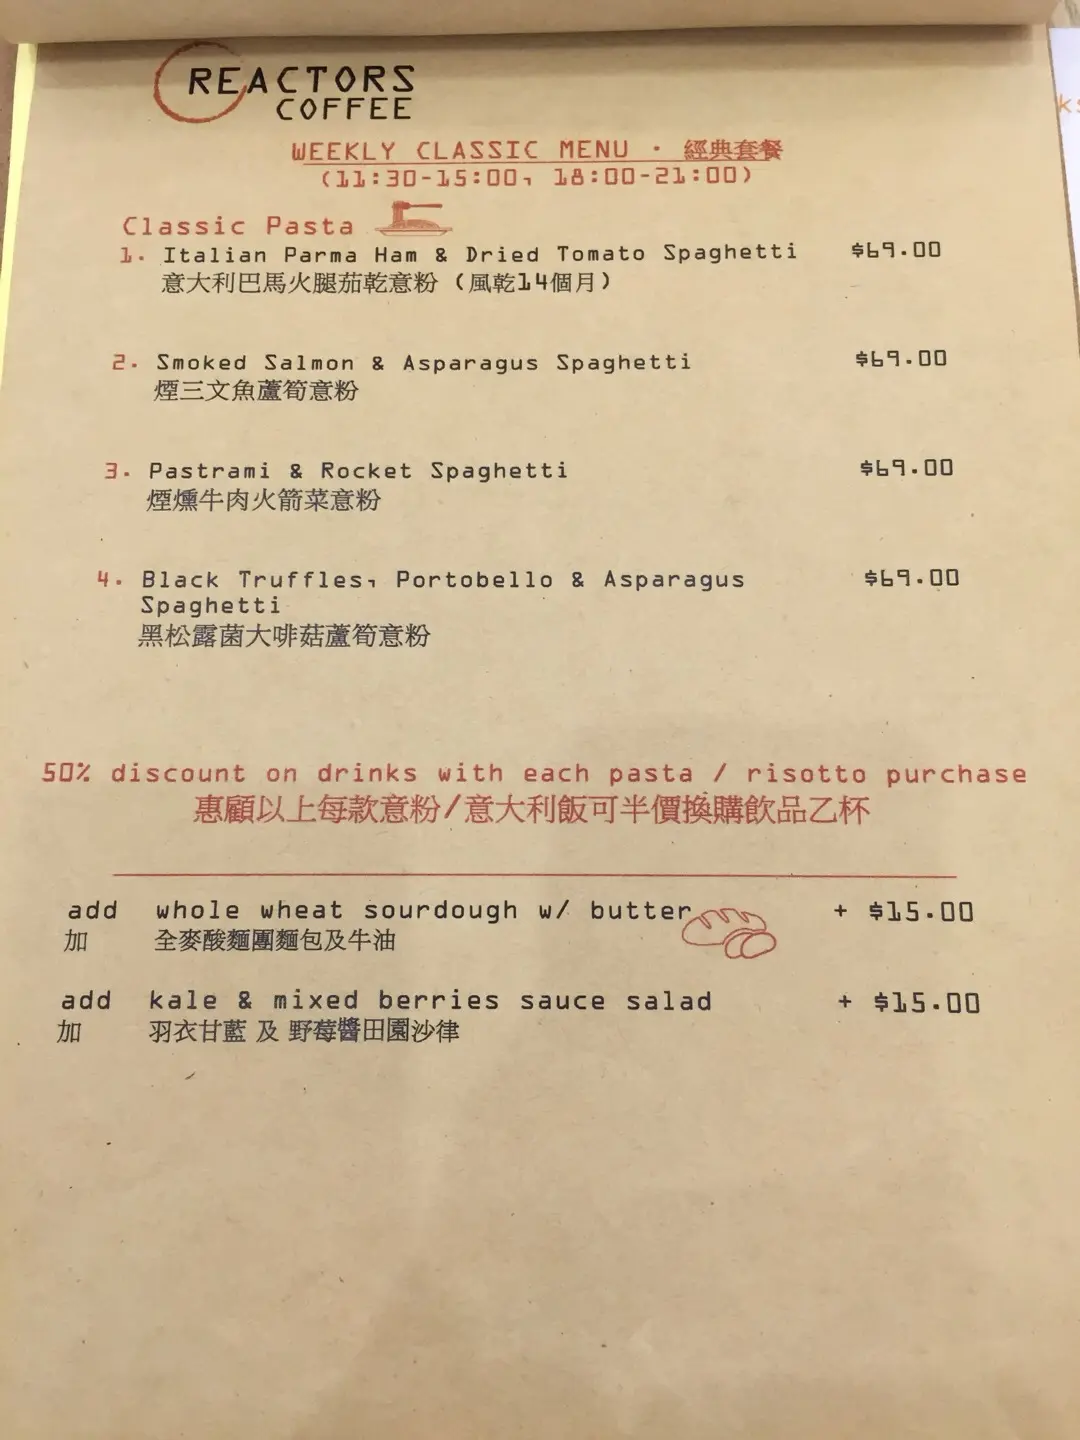 REACTORS
COFFEE
WEEKLY CLASSIC MENU · 經典套餐
(11:30-15:00, 18:00-21:00)
Classic Pasta
1. Italian Parma Ham & Dried Tomato Spaghetti $69.00
意大利巴馬火腿茄乾意粉 (風乾14個月)
2. Smoked Salmon & Asparagus Spaghetti $69.00
煙三文魚蘆筍意粉
3. Pastrami & Rocket Spaghetti $69.00
煙燻牛肉火箭菜意粉
4. Black Truffles, Portobello & Asparagus $69.00
Spaghetti
黑松露菌大啡菇蘆筍意粉
50% discount on drinks with each pasta / risotto purchase
惠顧以上每款意粉/意大利飯可半價換購飲品乙杯
add whole wheat sourdough w/ butter + $15.00
加 全麥酸麵團麵包及牛油
add kale & mixed berries sauce salad + $15.00
加 羽衣甘藍 及 野莓醬田園沙律